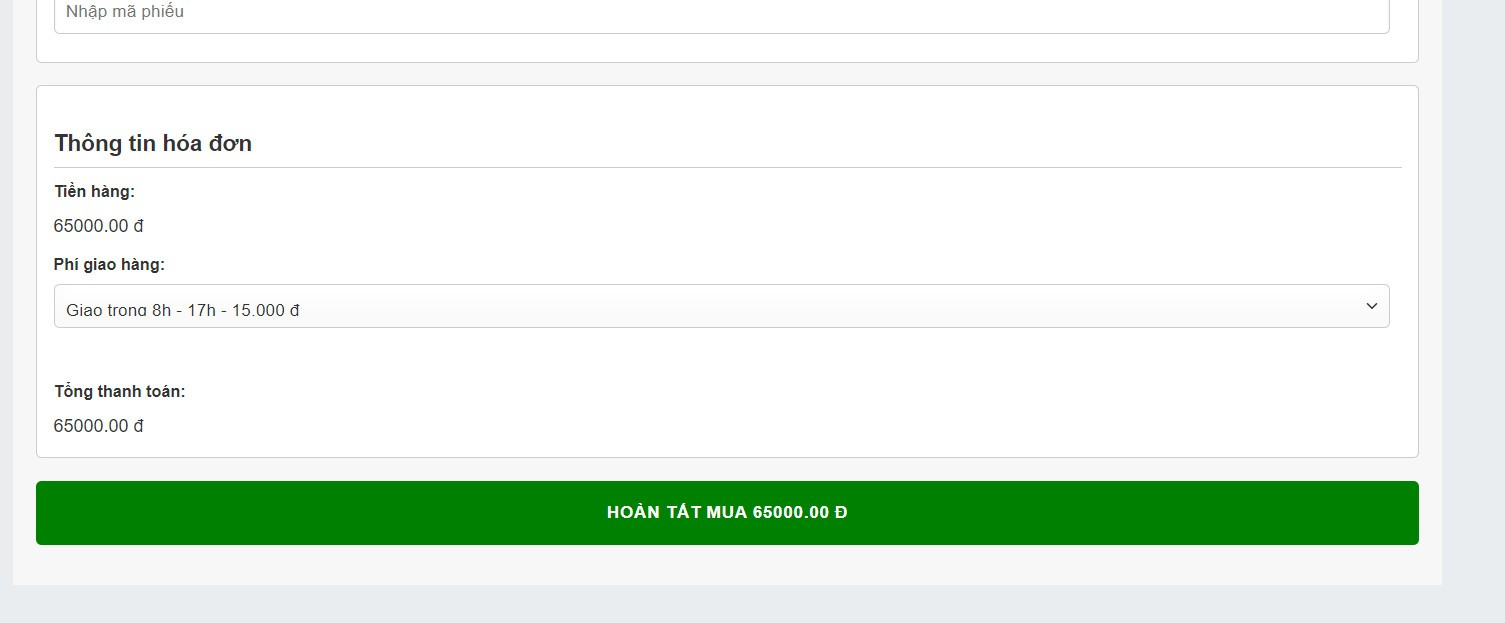 Nhập mã phiếu
Thông tin hóa đơn
Tiền hàng:
65000.00 đ
Phí giao hàng:
Giao trong 8h - 17h - 15.000 đ
Tổng thanh toán:
65000.00 đ
HOÀN TẤT MUA 65000.00 Đ